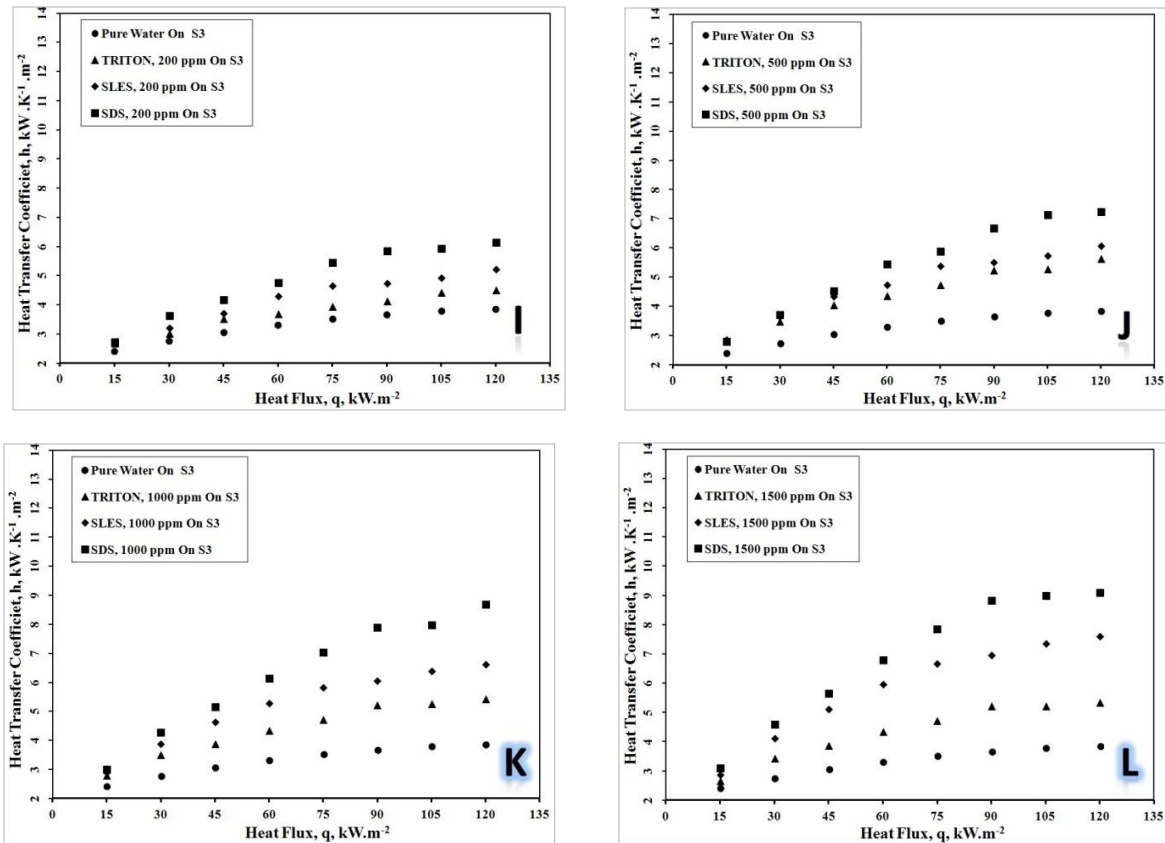 Heat Transfer Coefficiet, h, kW .K-1 .m-2
14
13
12
11
10
9
8
7
6
5
4
3
2
Pure Water On S3
TRITON, 200 ppm On S3
SLES, 200 ppm On S3
SDS, 200 ppm On S3
I
0 15 30 45 60 75 90 105 120 135
Heat Flux, q, kW.m-2
Heat Transfer Coefficiet, h, kW .K-1 .m-2
14
13
12
11
10
9
8
7
6
5
4
3
2
Pure Water On S3
TRITON, 500 ppm On S3
SLES, 500 ppm On S3
SDS, 500 ppm On S3
J
0 15 30 45 60 75 90 105 120 135
Heat Flux, q, kW.m-2
Heat Transfer Coefficiet, h, kW .K-1 .m-2
14
13
12
11
10
9
8
7
6
5
4
3
2
Pure Water On S3
TRITON, 1000 ppm On S3
SLES, 1000 ppm On S3
SDS, 1000 ppm On S3
K
0 15 30 45 60 75 90 105 120 135
Heat Flux, q, kW.m-2
Heat Transfer Coefficiet, h, kW .K-1 .m-2
14
13
12
11
10
9
8
7
6
5
4
3
2
Pure Water On S3
TRITON, 1500 ppm On S3
SLES, 1500 ppm On S3
SDS, 1500 ppm On S3
L
0 15 30 45 60 75 90 105 120 135
Heat Flux, q, kW.m-2